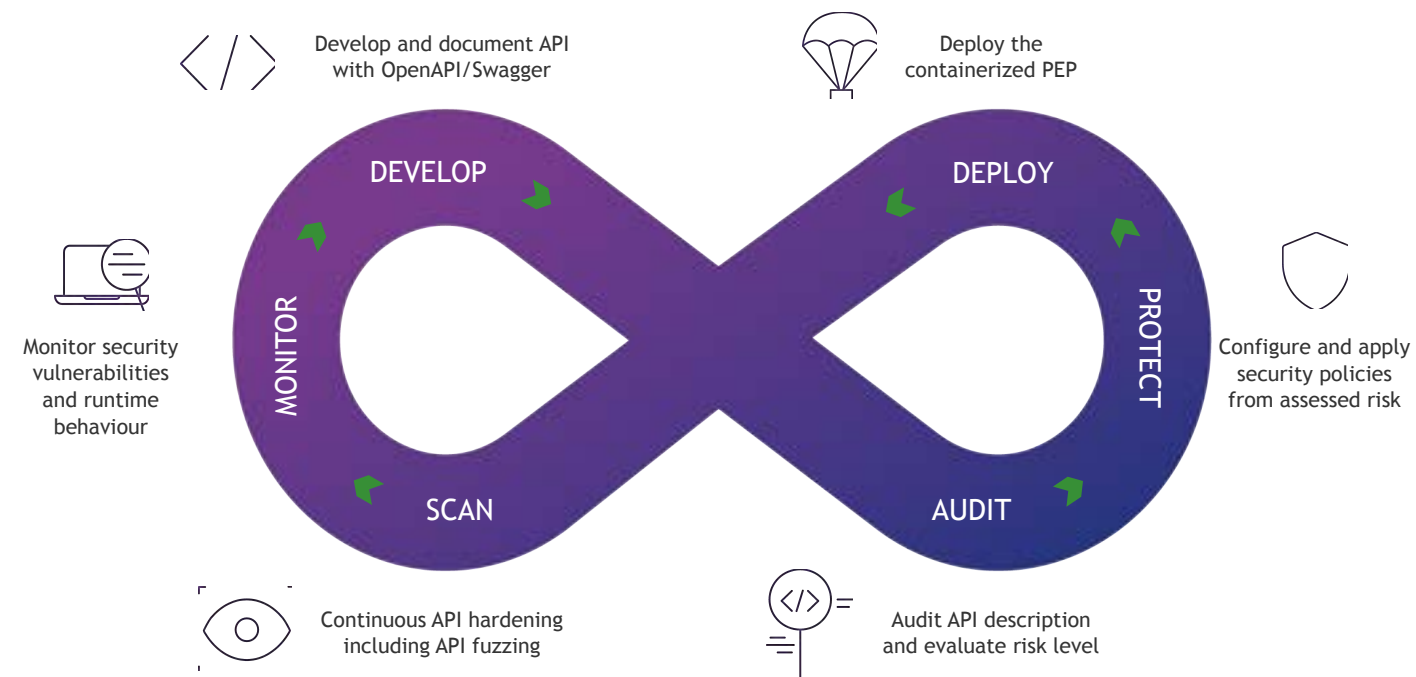 Develop and document API
with OpenAPI/Swagger
Deploy the
containerized PEP
DEVELOP
DEPLOY
MONITOR
PROTECT
Monitor security
vulnerabilities
and runtime
behaviour
Configure and apply
security policies
from assessed risk
SCAN
AUDIT
Continuous API hardening
including API fuzzing
Audit API description
and evaluate risk level